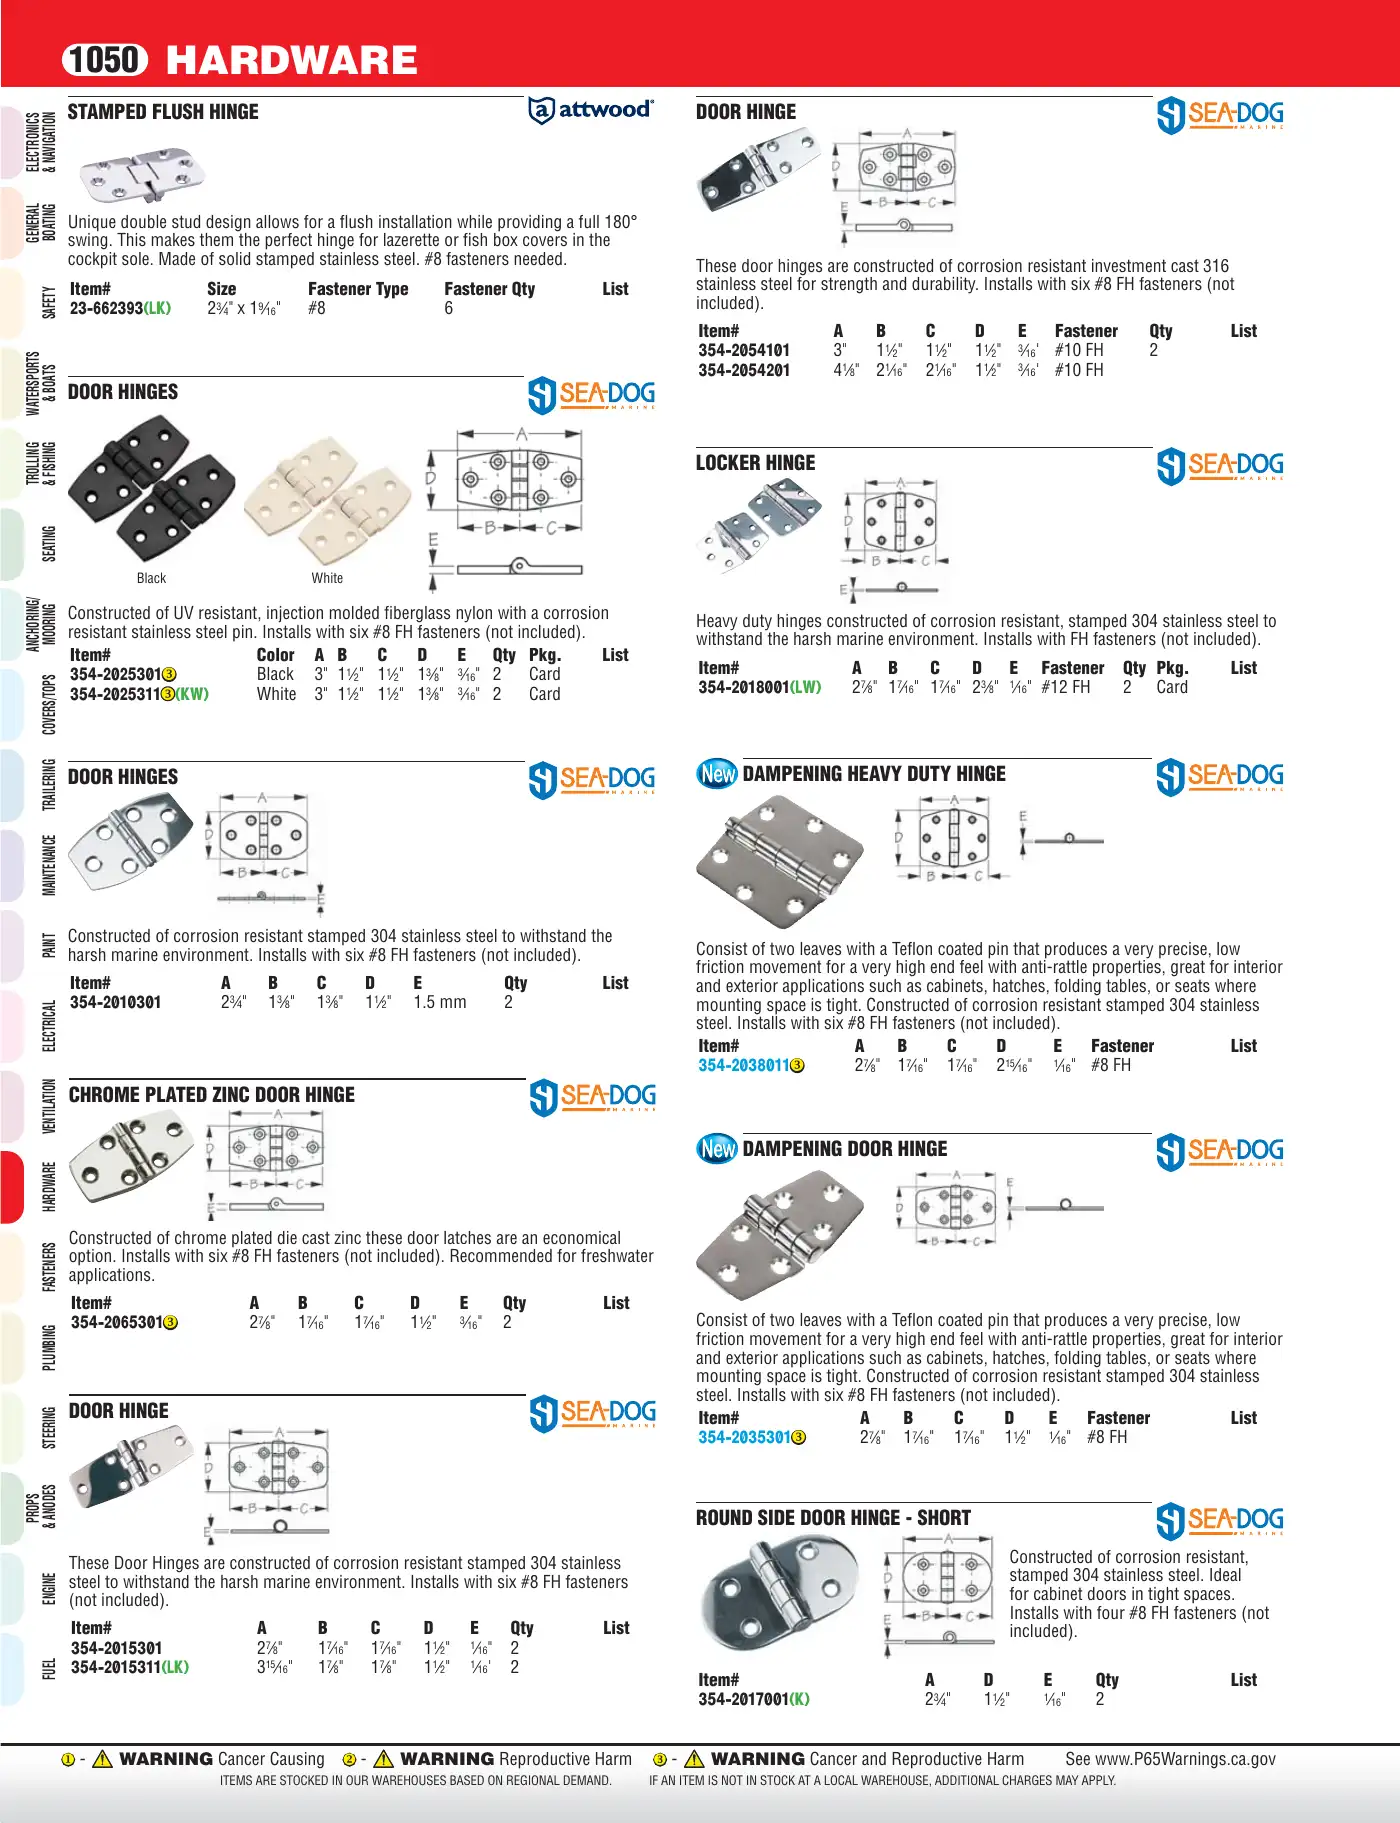 1050 HARDWARE
ELECTRONICS & NAVIGATION
GENERAL BOATING
SAFETY
WATERSPORTS & BOATS
TROLLING & FISHING
SEATING
ANCHORING/ MOORING
COVERS/TOPS
TRAILERING
MAINTENANCE
PAINT
ELECTRICAL
VENTILATION
HARDWARE
FASTENERS
PLUMBING
STEERING
PROPS & ANODES
ENGINE
FUEL
STAMPED FLUSH HINGE
attwood
Unique double stud design allows for a flush installation while providing a full 180°
swing. This makes them the perfect hinge for lazerette or fish box covers in the
cockpit sole. Made of solid stamped stainless steel. #8 fasteners needed.
Item# Size Fastener Type Fastener Qty List
23-662393(LK) 2¾" x 1⁹⁄₁₆" #8 6
DOOR HINGES
SEA-DOG MARINE
A
D
B C
E
Black White
Constructed of UV resistant, injection molded fiberglass nylon with a corrosion
resistant stainless steel pin. Installs with six #8 FH fasteners (not included).
Item# Color A B C D E Qty Pkg. List
354-2025301③ Black 3" 1½" 1½" 1⅜" ³⁄₁₆" 2 Card
354-2025311③(KW) White 3" 1½" 1½" 1⅜" ³⁄₁₆" 2 Card
DOOR HINGES
SEA-DOG MARINE
A
D
B C
E
Constructed of corrosion resistant stamped 304 stainless steel to withstand the
harsh marine environment. Installs with six #8 FH fasteners (not included).
Item# A B C D E Qty List
354-2010301 2¾" 1⅜" 1⅜" 1½" 1.5 mm 2
CHROME PLATED ZINC DOOR HINGE
SEA-DOG MARINE
A
D
B C
E
Constructed of chrome plated die cast zinc these door latches are an economical
option. Installs with six #8 FH fasteners (not included). Recommended for freshwater
applications.
Item# A B C D E Qty List
354-2065301③ 2⅞" 1⁷⁄₁₆" 1⁷⁄₁₆" 1½" ³⁄₁₆" 2
DOOR HINGE
SEA-DOG MARINE
A
D
B C
E
These Door Hinges are constructed of corrosion resistant stamped 304 stainless
steel to withstand the harsh marine environment. Installs with six #8 FH fasteners
(not included).
Item# A B C D E Qty List
354-2015301 2⅞" 1⁷⁄₁₆" 1⁷⁄₁₆" 1½" ¹⁄₁₆" 2
354-2015311(LK) 3¹⁵⁄₁₆" 1⅞" 1⅞" 1½" ¹⁄₁₆' 2
DOOR HINGE
SEA-DOG MARINE
A
D
B C
E
These door hinges are constructed of corrosion resistant investment cast 316
stainless steel for strength and durability. Installs with six #8 FH fasteners (not
included).
Item# A B C D E Fastener Qty List
354-2054101 3" 1½" 1½" 1½" ³⁄₁₆' #10 FH 2
354-2054201 4⅛" 2¹⁄₁₆" 2¹⁄₁₆" 1½" ³⁄₁₆' #10 FH
LOCKER HINGE
SEA-DOG MARINE
A
D
B C
E
Heavy duty hinges constructed of corrosion resistant, stamped 304 stainless steel to
withstand the harsh marine environment. Installs with FH fasteners (not included).
Item# A B C D E Fastener Qty Pkg. List
354-2018001(LW) 2⅞" 1⁷⁄₁₆" 1⁷⁄₁₆" 2⅜" ¹⁄₁₆" #12 FH 2 Card
New DAMPENING HEAVY DUTY HINGE
SEA-DOG MARINE
A
E
D
B C
Consist of two leaves with a Teflon coated pin that produces a very precise, low
friction movement for a very high end feel with anti-rattle properties, great for interior
and exterior applications such as cabinets, hatches, folding tables, or seats where
mounting space is tight. Constructed of corrosion resistant stamped 304 stainless
steel. Installs with six #8 FH fasteners (not included).
Item# A B C D E Fastener List
354-2038011③ 2⅞" 1⁷⁄₁₆" 1⁷⁄₁₆" 2¹⁵⁄₁₆" ¹⁄₁₆" #8 FH
New DAMPENING DOOR HINGE
SEA-DOG MARINE
A
E
D
B C
Consist of two leaves with a Teflon coated pin that produces a very precise, low
friction movement for a very high end feel with anti-rattle properties, great for interior
and exterior applications such as cabinets, hatches, folding tables, or seats where
mounting space is tight. Constructed of corrosion resistant stamped 304 stainless
steel. Installs with six #8 FH fasteners (not included).
Item# A B C D E Fastener List
354-2035301③ 2⅞" 1⁷⁄₁₆" 1⁷⁄₁₆" 1½" ¹⁄₁₆" #8 FH
ROUND SIDE DOOR HINGE - SHORT
SEA-DOG MARINE
A
D
B C
E
Constructed of corrosion resistant,
stamped 304 stainless steel. Ideal
for cabinet doors in tight spaces.
Installs with four #8 FH fasteners (not
included).
Item# A D E Qty List
354-2017001(K) 2¾" 1½" ¹⁄₁₆" 2
① - WARNING Cancer Causing ② - WARNING Reproductive Harm ③ - WARNING Cancer and Reproductive Harm See www.P65Warnings.ca.gov
ITEMS ARE STOCKED IN OUR WAREHOUSES BASED ON REGIONAL DEMAND. IF AN ITEM IS NOT IN STOCK AT A LOCAL WAREHOUSE, ADDITIONAL CHARGES MAY APPLY.